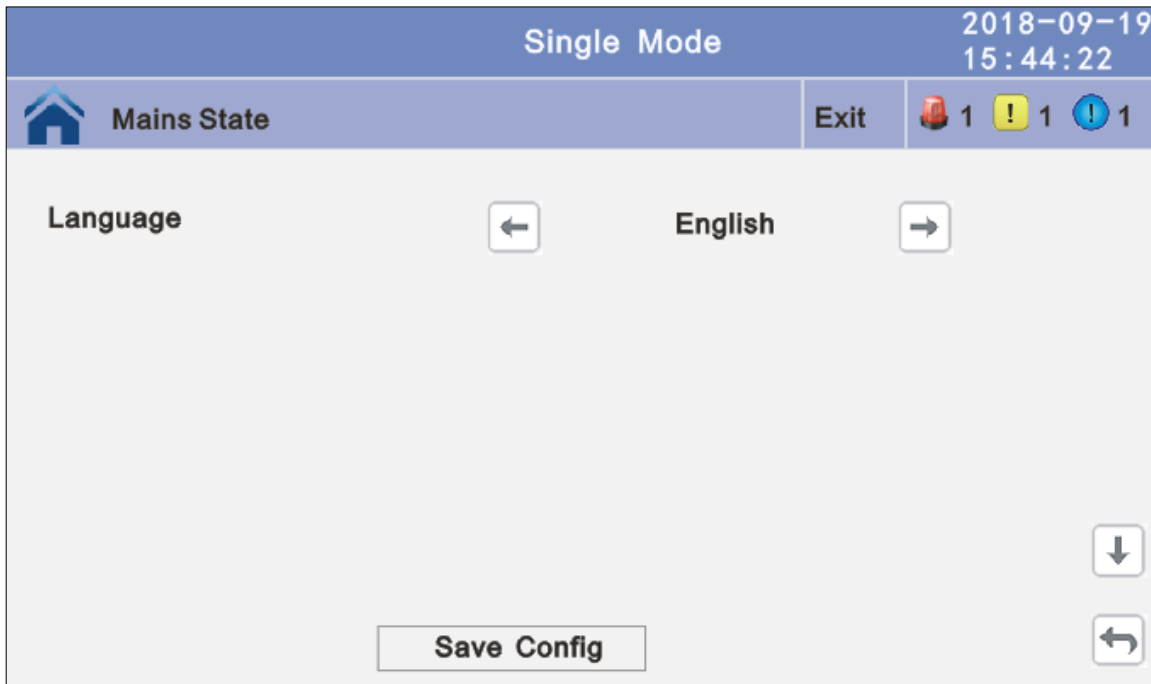 Single Mode
2018-09-19
15:44:22
Mains State
Exit
1
! 1
! 1
Language
English
Save Config